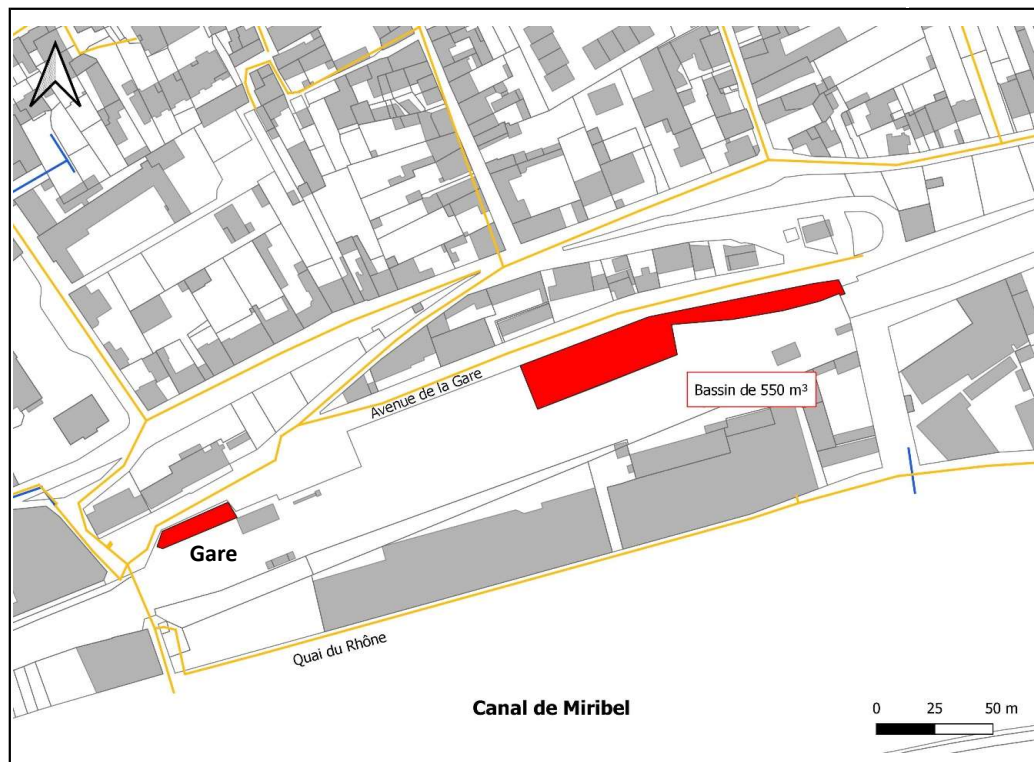 Avenue de la Gare
Bassin de 550 m³
Gare
Quai du Rhône
Canal de Miribel
0 25 50 m